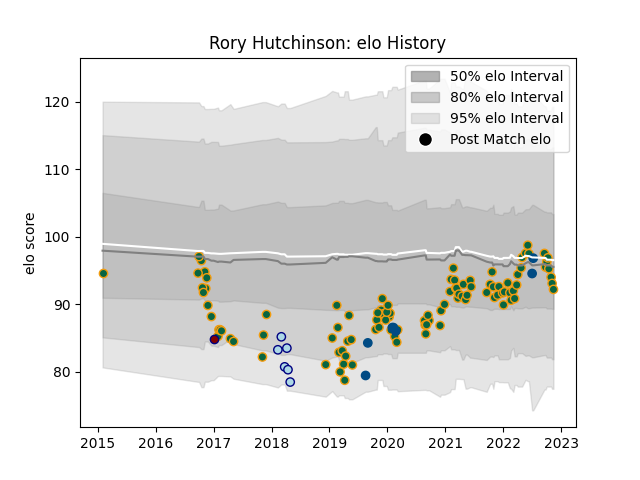 Rory Hutchinson: elo History
50% elo Interval
80% elo Interval
95% elo Interval
Post Match elo
elo score
120
110
100
90
80
2015 2016 2017 2018 2019 2020 2021 2022 2023